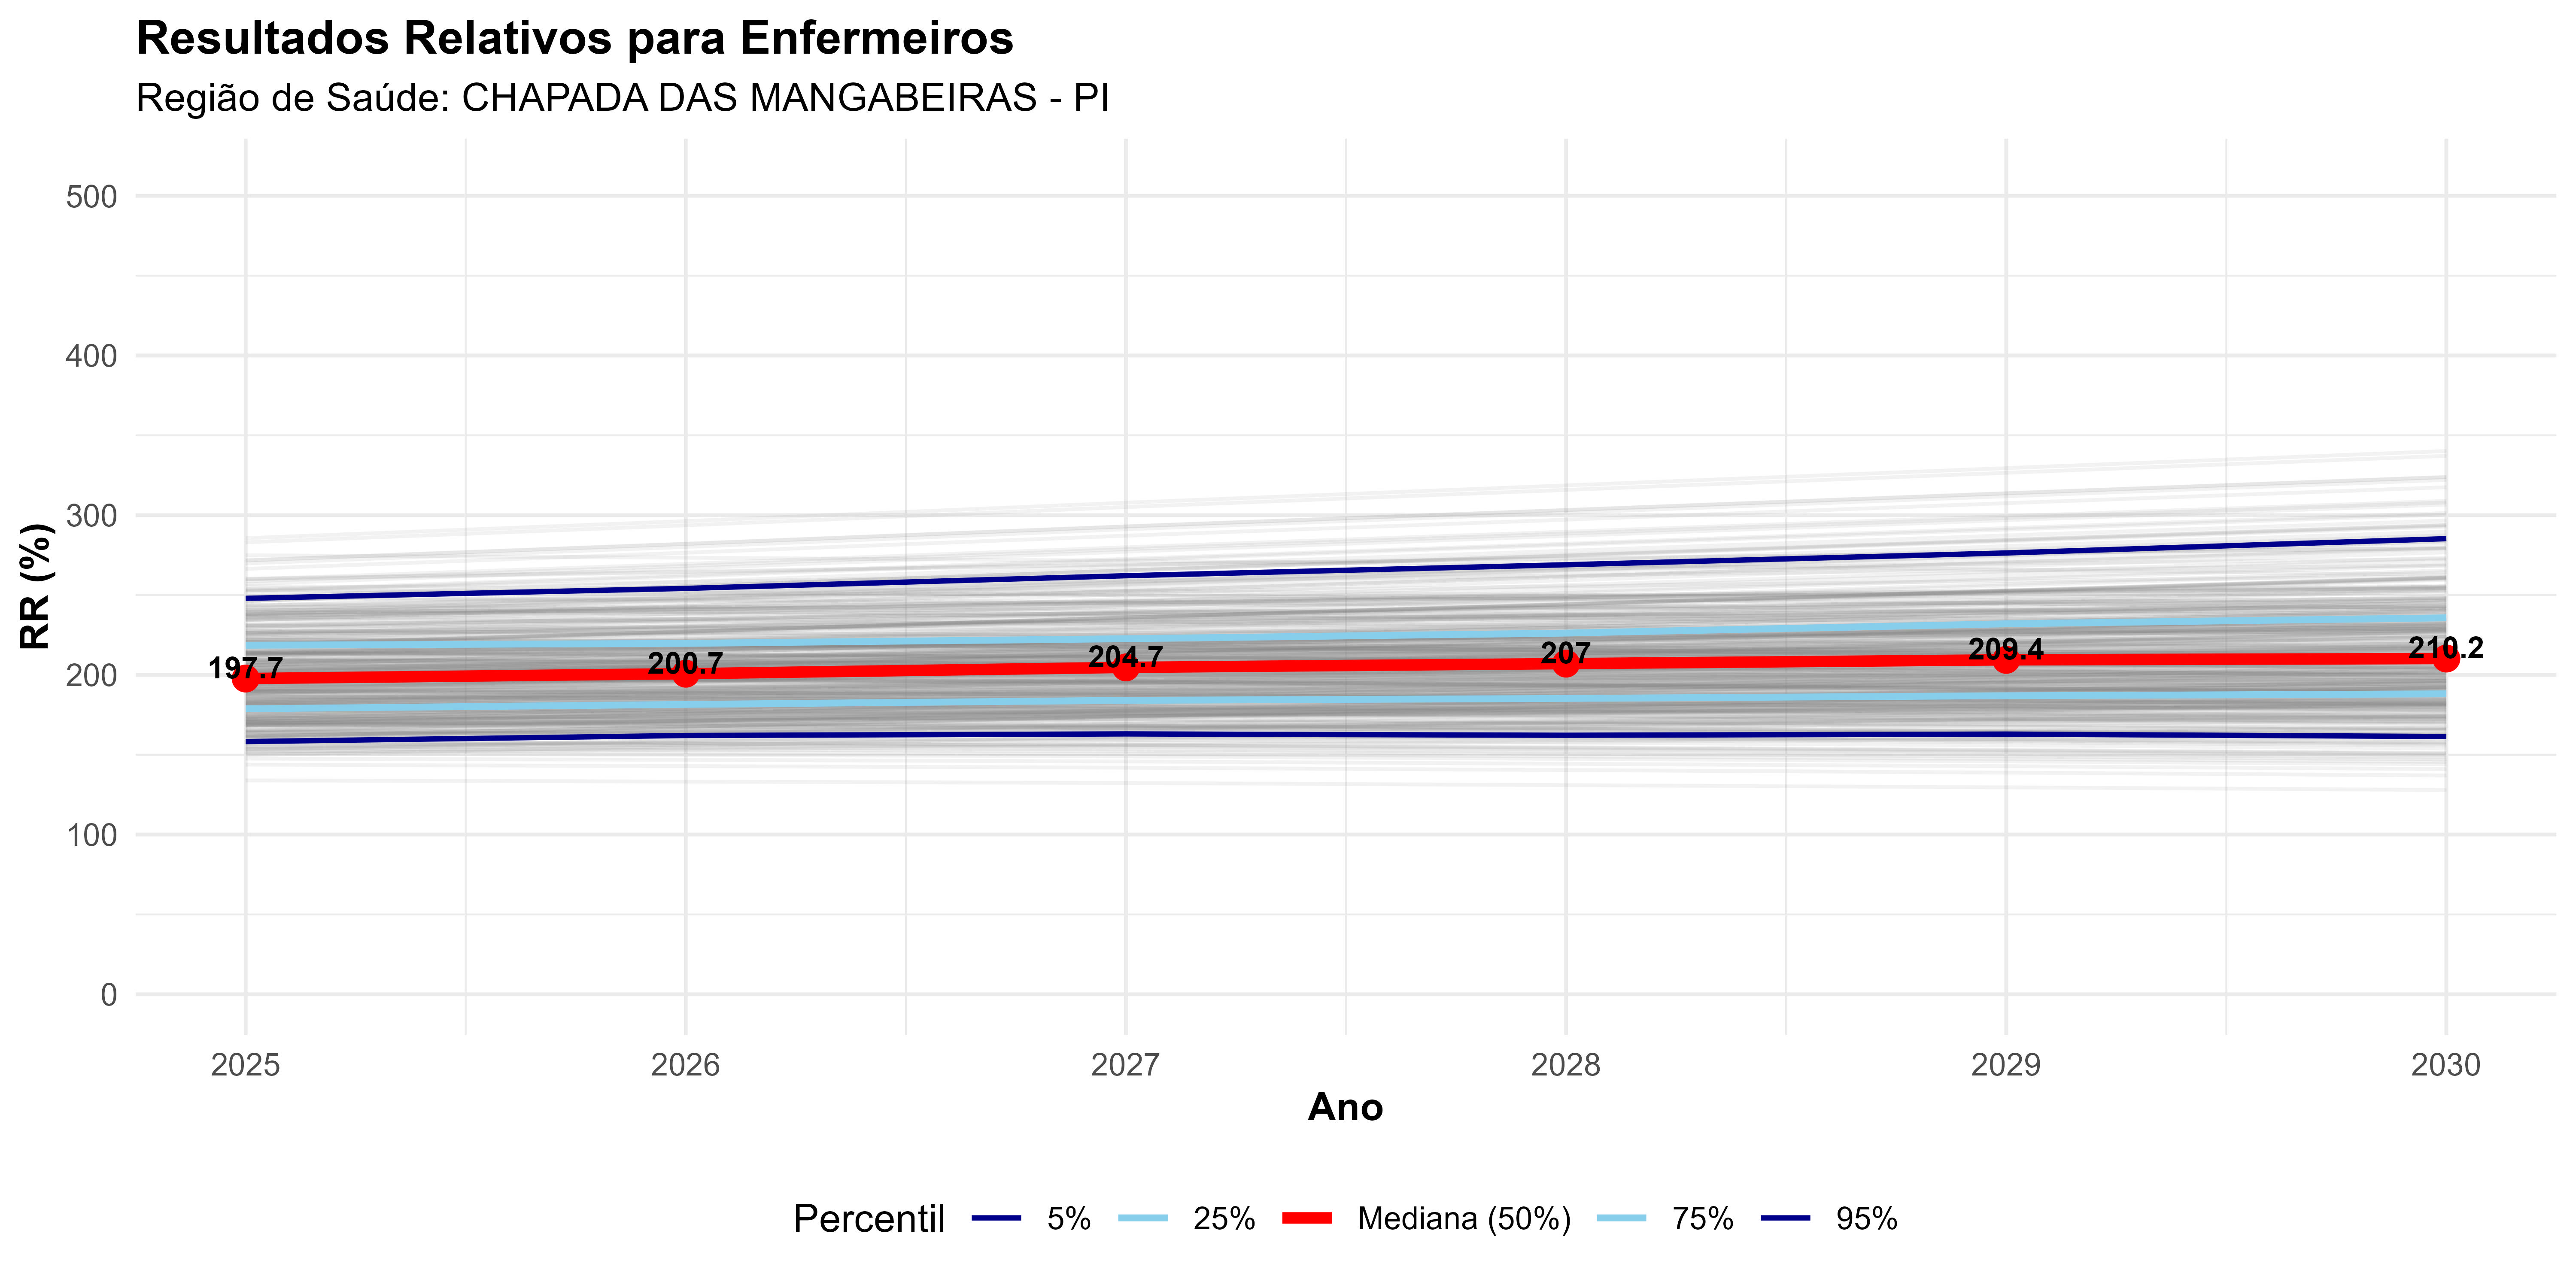 Resultados Relativos para Enfermeiros
Região de Saúde: CHAPADA DAS MANGABEIRAS - PI
RR (%)
500
400
300
200
100
0
197.7 200.7 204.7 207 209.4 210.2
2025 2026 2027 2028 2029 2030
Ano
Percentil 5% 25% Mediana (50%) 75% 95%